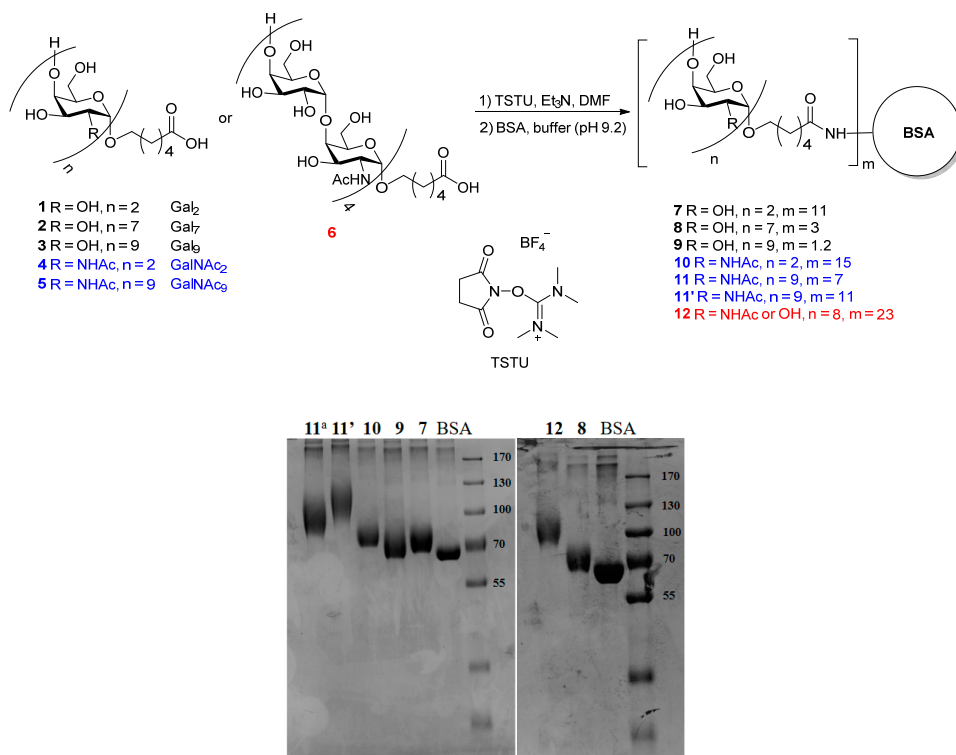 H
O
OH
O
HO
R
O
n
4
O
OH
or
H
O
OH
O
HO
OH
O
OH
O
HO
AcHN
O
4
4
O
OH
1) TSTU, Et₃N, DMF
2) BSA, buffer (pH 9.2)
H
O
OH
O
HO
R
O
n
4
O
NH
m
BSA
1 R = OH, n = 2 Gal₂
2 R = OH, n = 7 Gal₇
3 R = OH, n = 9 Gal₉
4 R = NHAc, n = 2 GalNAc₂
5 R = NHAc, n = 9 GalNAc₉
6
BF₄⁻
O
N
O
O
N
N
+
TSTU
7 R = OH, n = 2, m = 11
8 R = OH, n = 7, m = 3
9 R = OH, n = 9, m = 1.2
10 R = NHAc, n = 2, m = 15
11 R = NHAc, n = 9, m = 7
11' R = NHAc, n = 9, m = 11
12 R = NHAc or OH, n = 8, m = 23
11ᵃ 11’ 10 9 7 BSA
170
130
100
70
55
12 8 BSA
170
130
100
70
55